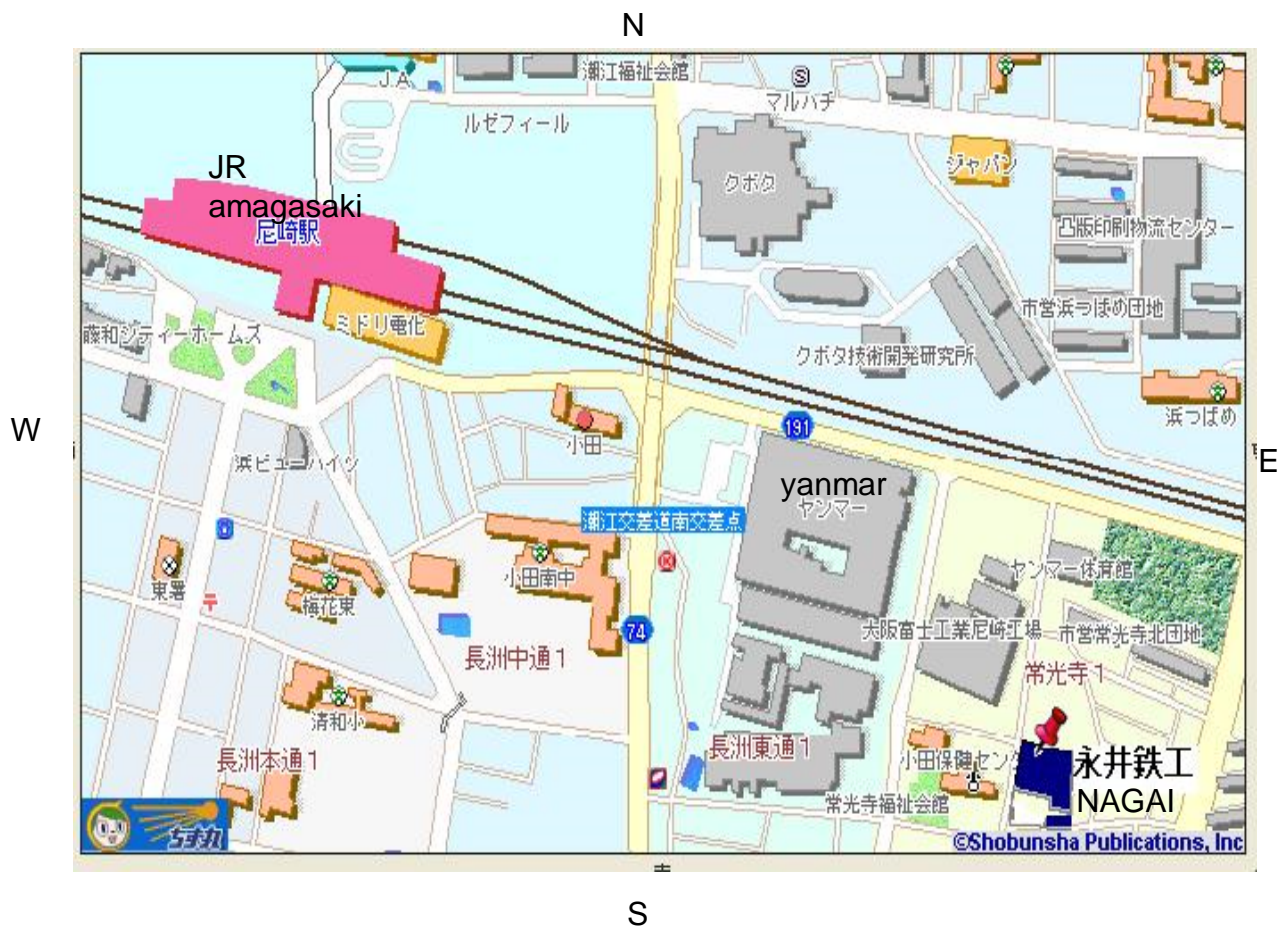 N
J.A
潮江福祉会館
S
マルハチ
ルゼフィール
JR
amagasaki
尼崎駅
クボタ
ジャパン
凸版印刷物流センター
ミドリ電化
藤和シティーホームズ
市営浜つばめ団地
クボタ技術開発研究所
浜つばめ
W
E
小田
191
浜ビューハイツ
yanmar
ヤンマー
潮江交差道南交差点
小田南中
東署
梅花東
ヤンマー体育館
74
大阪富士工業尼崎工場
市営常光寺北団地
長洲中通1
常光寺1
清和小
長洲本通1
長洲東通1
小田保健セン
永井鉄工
NAGAI
常光寺福祉会館
ちず丸
©Shobunsha Publications, Inc
S